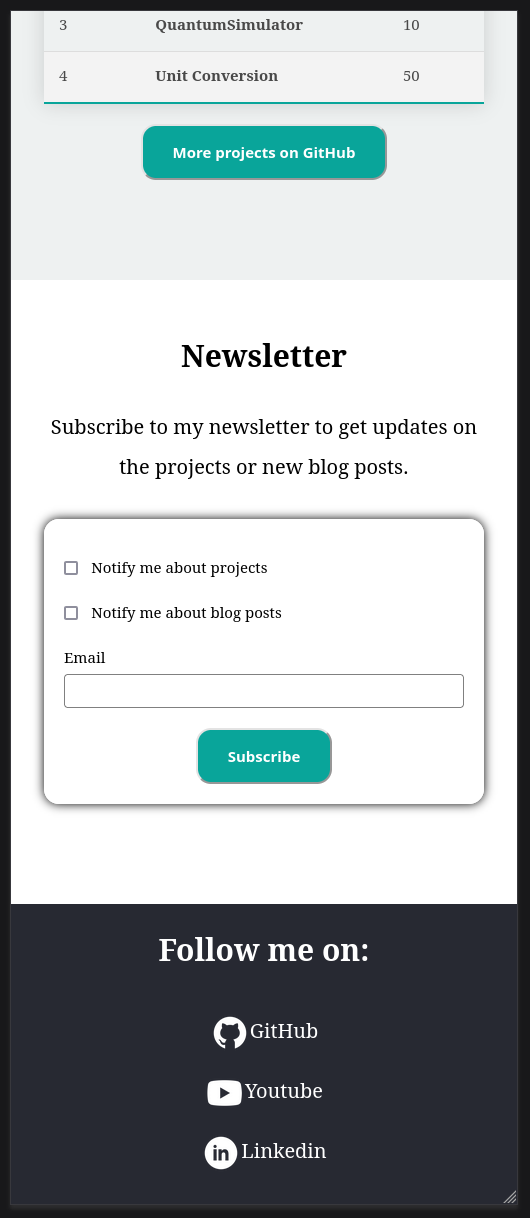 3 QuantumSimulator 10
4 Unit Conversion 50
More projects on GitHub
Newsletter
Subscribe to my newsletter to get updates on
the projects or new blog posts.
Notify me about projects
Notify me about blog posts
Email
Subscribe
Follow me on:
GitHub
Youtube
in Linkedin